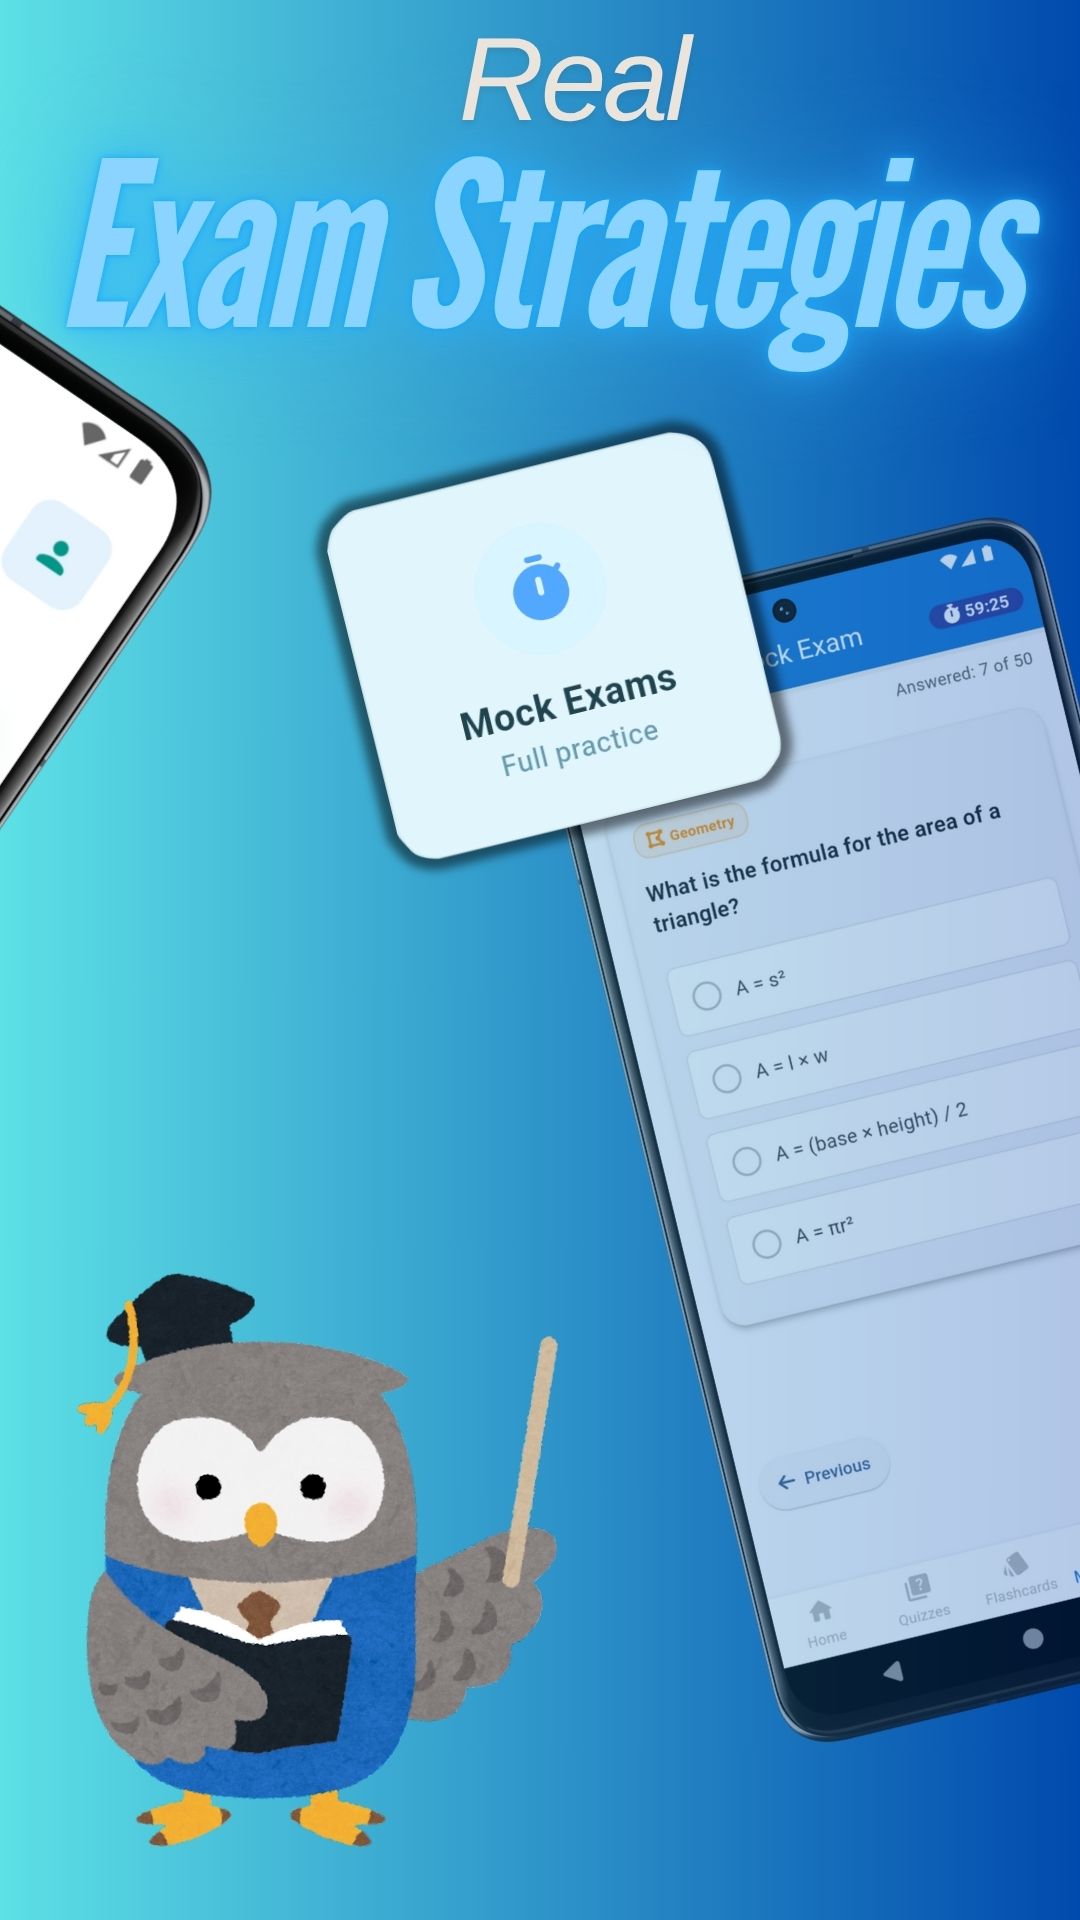 Real
Exam Strategies
Mock Exams
Full practice
ck Exam
59:25
Answered: 7 of 50
Geometry
What is the formula for the area of a
triangle?
A = s²
A = l × w
A = (base × height) / 2
A = πr²
Previous
Home
Quizzes
Flashcards